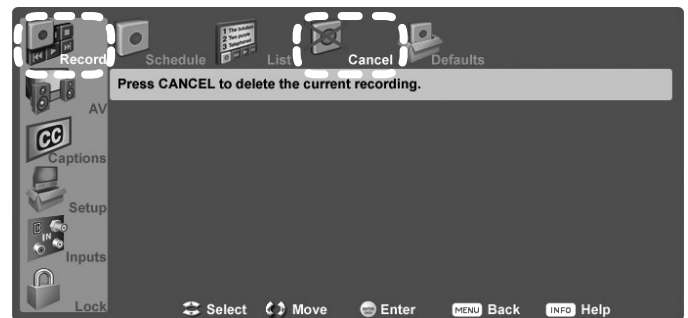 Record Schedule List Cancel Defaults
Press CANCEL to delete the current recording.
AV
CC
Captions
Setup
IN
Inputs
Lock
Select Move Enter MENU Back INFO Help